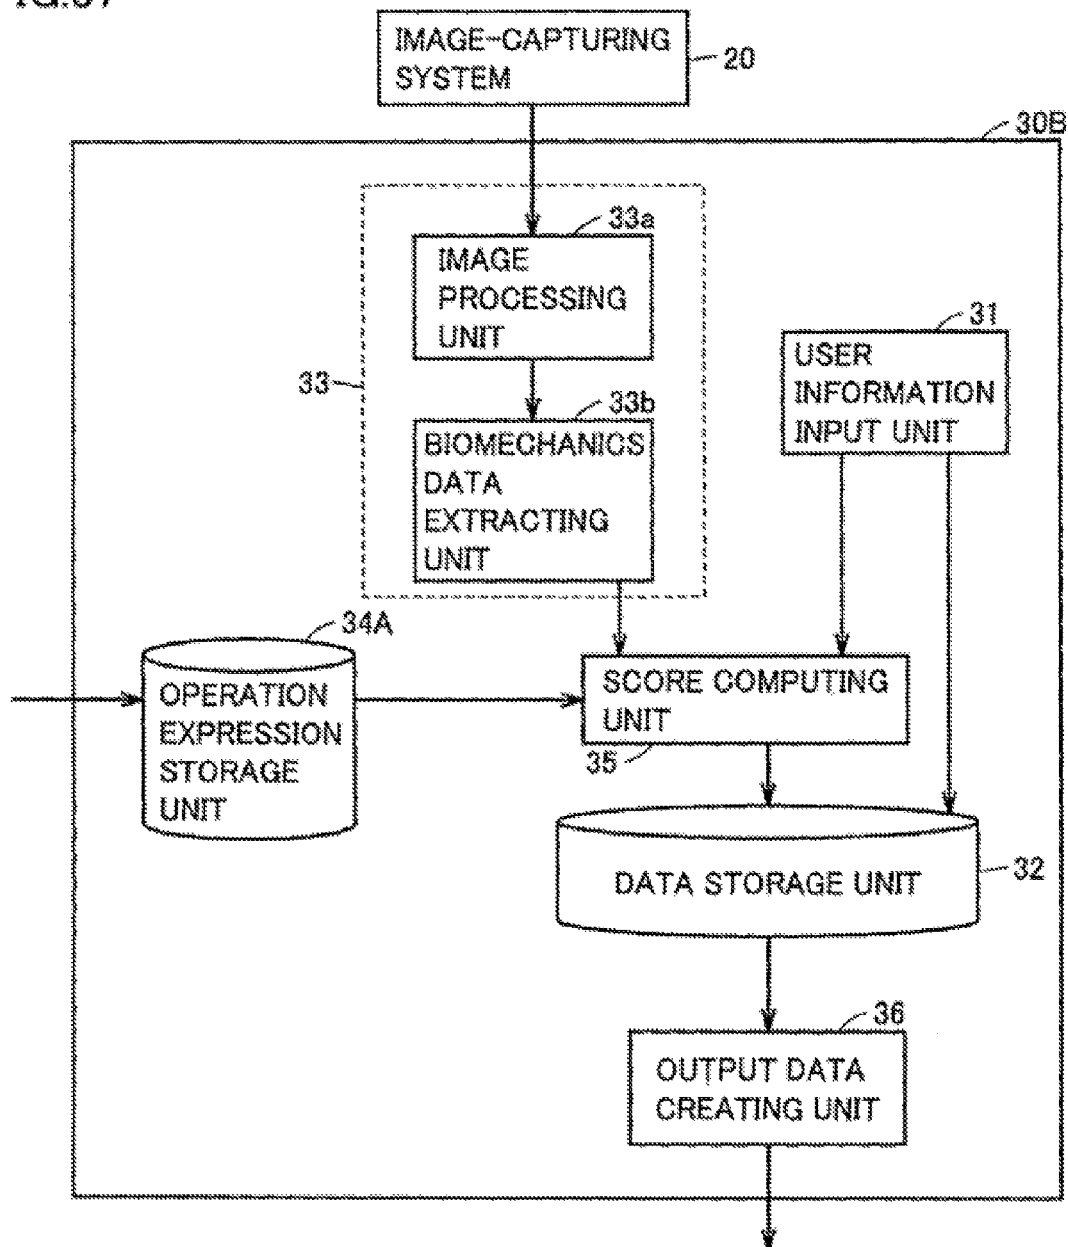 IMAGE-CAPTURING
SYSTEM
20
30B
33a
IMAGE
PROCESSING
UNIT
31
USER
INFORMATION
INPUT UNIT
33
33b
BIOMECHANICS
DATA
EXTRACTING
UNIT
34A
OPERATION
EXPRESSION
STORAGE
UNIT
SCORE COMPUTING
UNIT
35
DATA STORAGE UNIT
32
36
OUTPUT DATA
CREATING UNIT